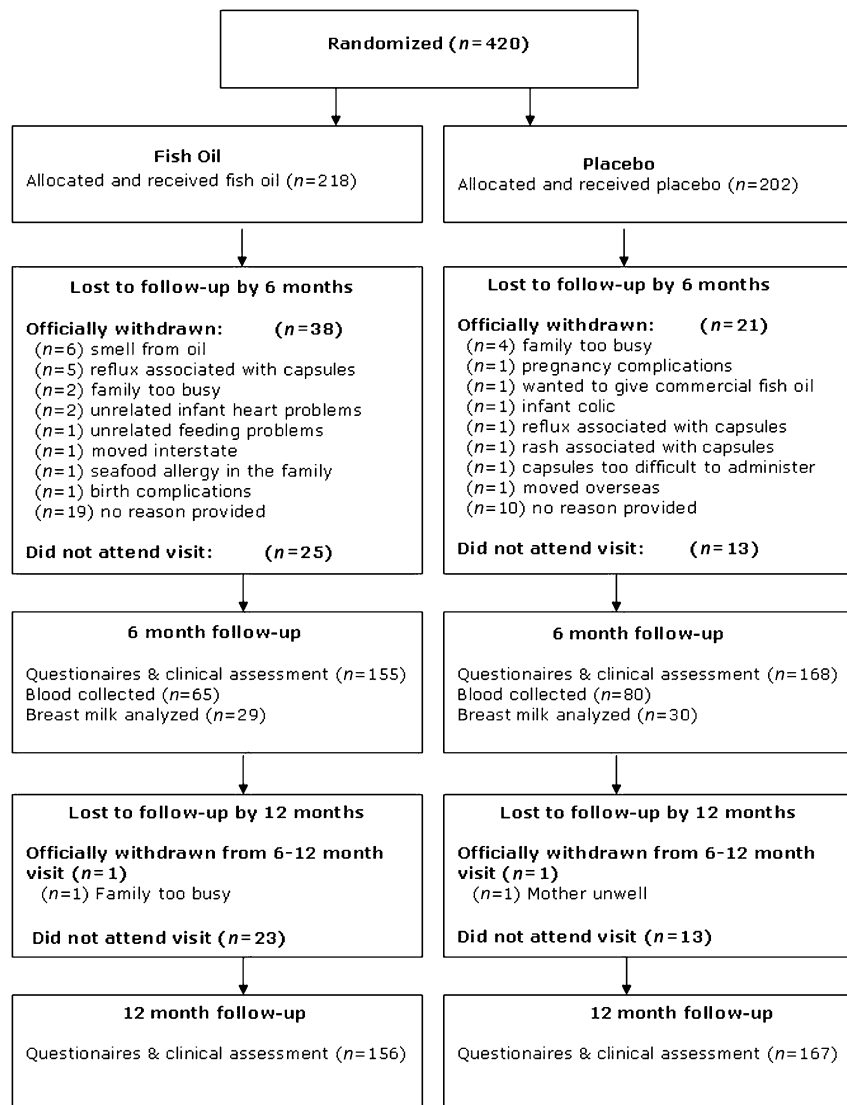 Randomized (n=420)
Fish Oil
Allocated and received fish oil (n=218)
Placebo
Allocated and received placebo (n=202)
Lost to follow-up by 6 months
Officially withdrawn: (n=38)
(n=6) smell from oil
(n=5) reflux associated with capsules
(n=2) family too busy
(n=2) unrelated infant heart problems
(n=1) unrelated feeding problems
(n=1) moved interstate
(n=1) seafood allergy in the family
(n=1) birth complications
(n=19) no reason provided
Did not attend visit: (n=25)
Lost to follow-up by 6 months
Officially withdrawn: (n=21)
(n=4) family too busy
(n=1) pregnancy complications
(n=1) wanted to give commercial fish oil
(n=1) infant colic
(n=1) reflux associated with capsules
(n=1) rash associated with capsules
(n=1) capsules too difficult to administer
(n=1) moved overseas
(n=10) no reason provided
Did not attend visit: (n=13)
6 month follow-up
Questionaires & clinical assessment (n=155)
Blood collected (n=65)
Breast milk analyzed (n=29)
6 month follow-up
Questionaires & clinical assessment (n=168)
Blood collected (n=80)
Breast milk analyzed (n=30)
Lost to follow-up by 12 months
Officially withdrawn from 6-12 month
visit (n=1)
(n=1) Family too busy
Did not attend visit (n=23)
Lost to follow-up by 12 months
Officially withdrawn from 6-12 month
visit (n=1)
(n=1) Mother unwell
Did not attend visit (n=13)
12 month follow-up
Questionaires & clinical assessment (n=156)
12 month follow-up
Questionaires & clinical assessment (n=167)